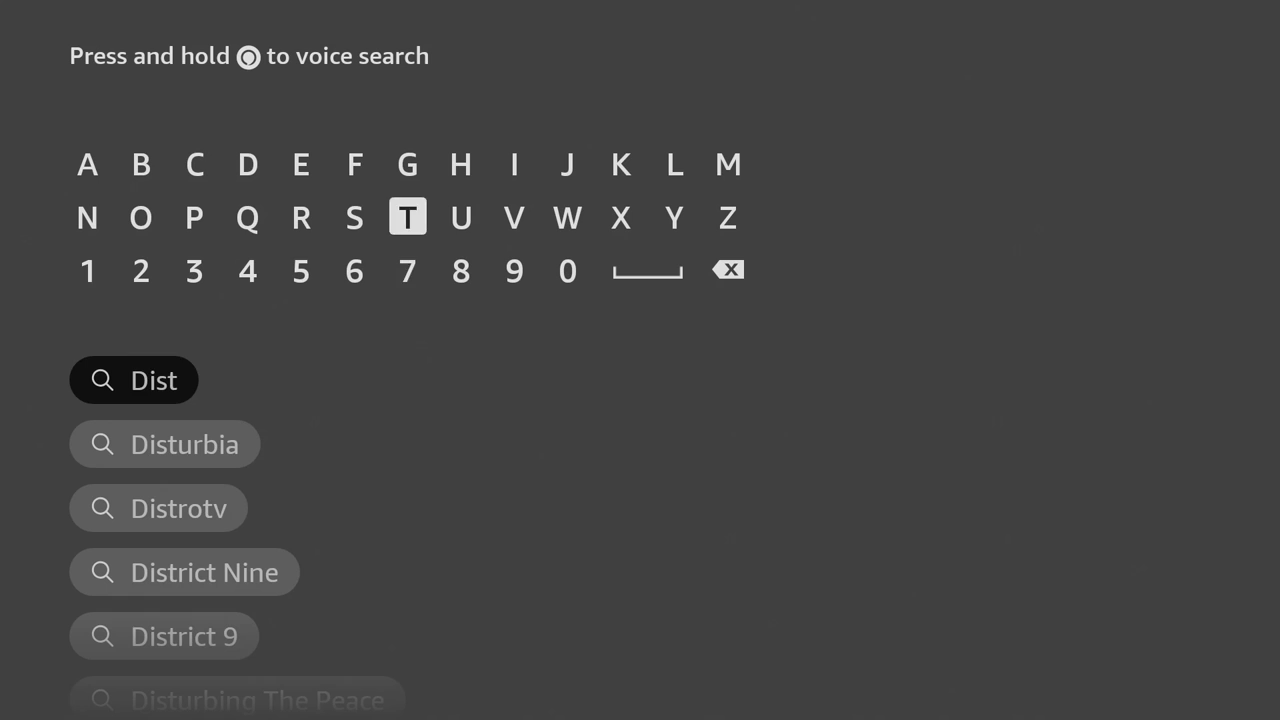 Press and hold to voice search
A B C D E F G H I J K L M
N O P Q R S T U V W X Y Z
1 2 3 4 5 6 7 8 9 0
Dist
Disturbia
Distrotv
District Nine
District 9
Disturbing The Peace